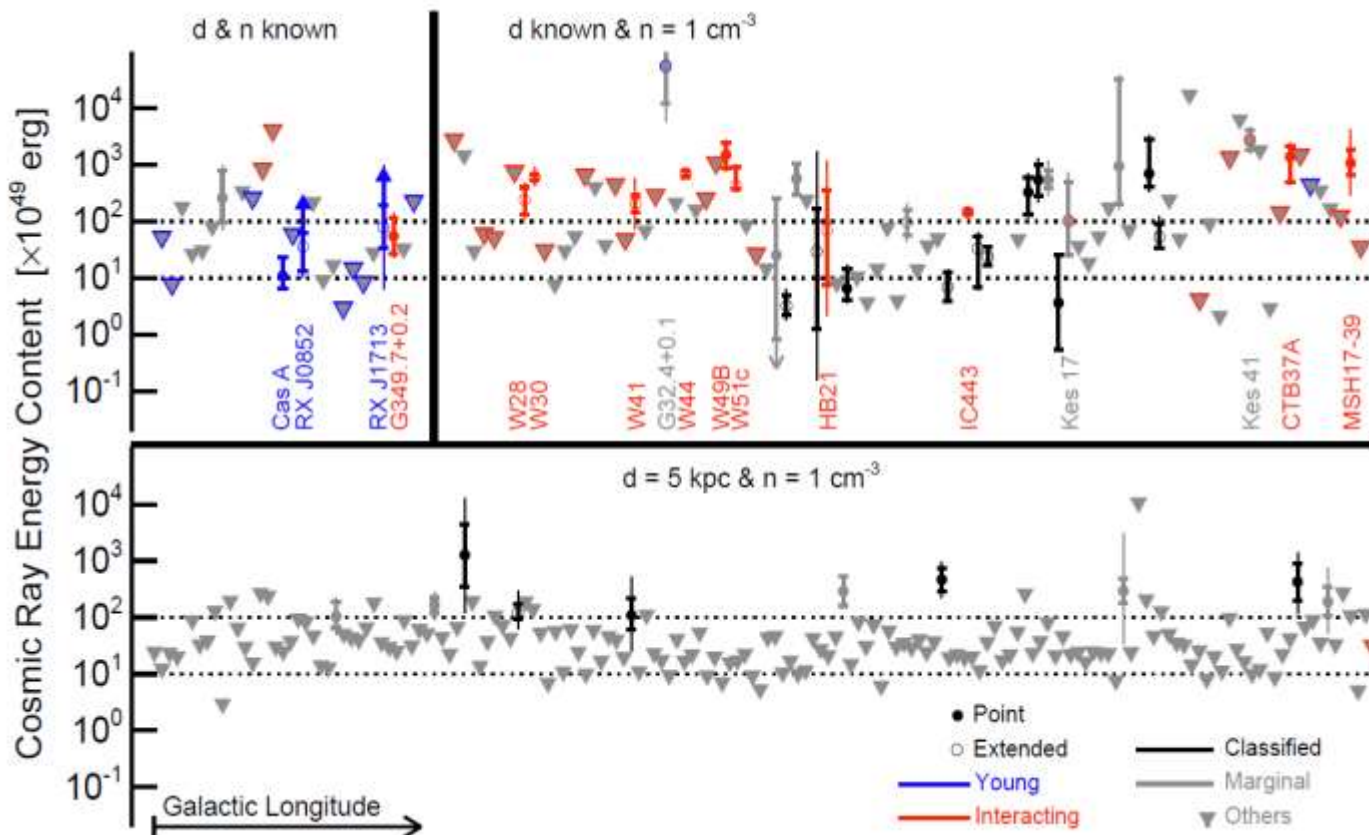 d & n known
d known & n = 1 cm⁻³
Cosmic Ray Energy Content [×10⁴⁹ erg]
10⁴
10³
10²
10¹
10⁰
10⁻¹
Cas A
RX J0852
RX J1713
G349.7+0.2
W28
W30
W41
G32.4+0.1
W44
W49B
W51c
HB21
IC443
Kes 17
Kes 41
CTB37A
MSH17-39
d = 5 kpc & n = 1 cm⁻³
10⁴
10³
10²
10¹
10⁰
10⁻¹
Galactic Longitude
Point
Extended
Classified
Young
Marginal
Interacting
Others